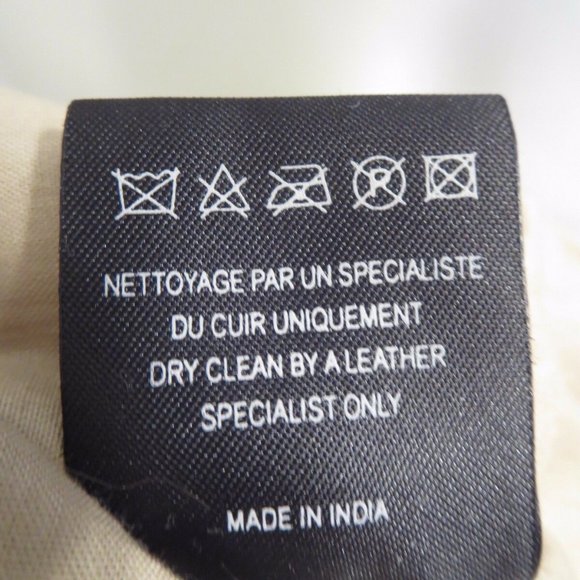 P
NETTOYAGE PAR UN SPECIALISTE
DU CUIR UNIQUEMENT
DRY CLEAN BY A LEATHER
SPECIALIST ONLY
MADE IN INDIA